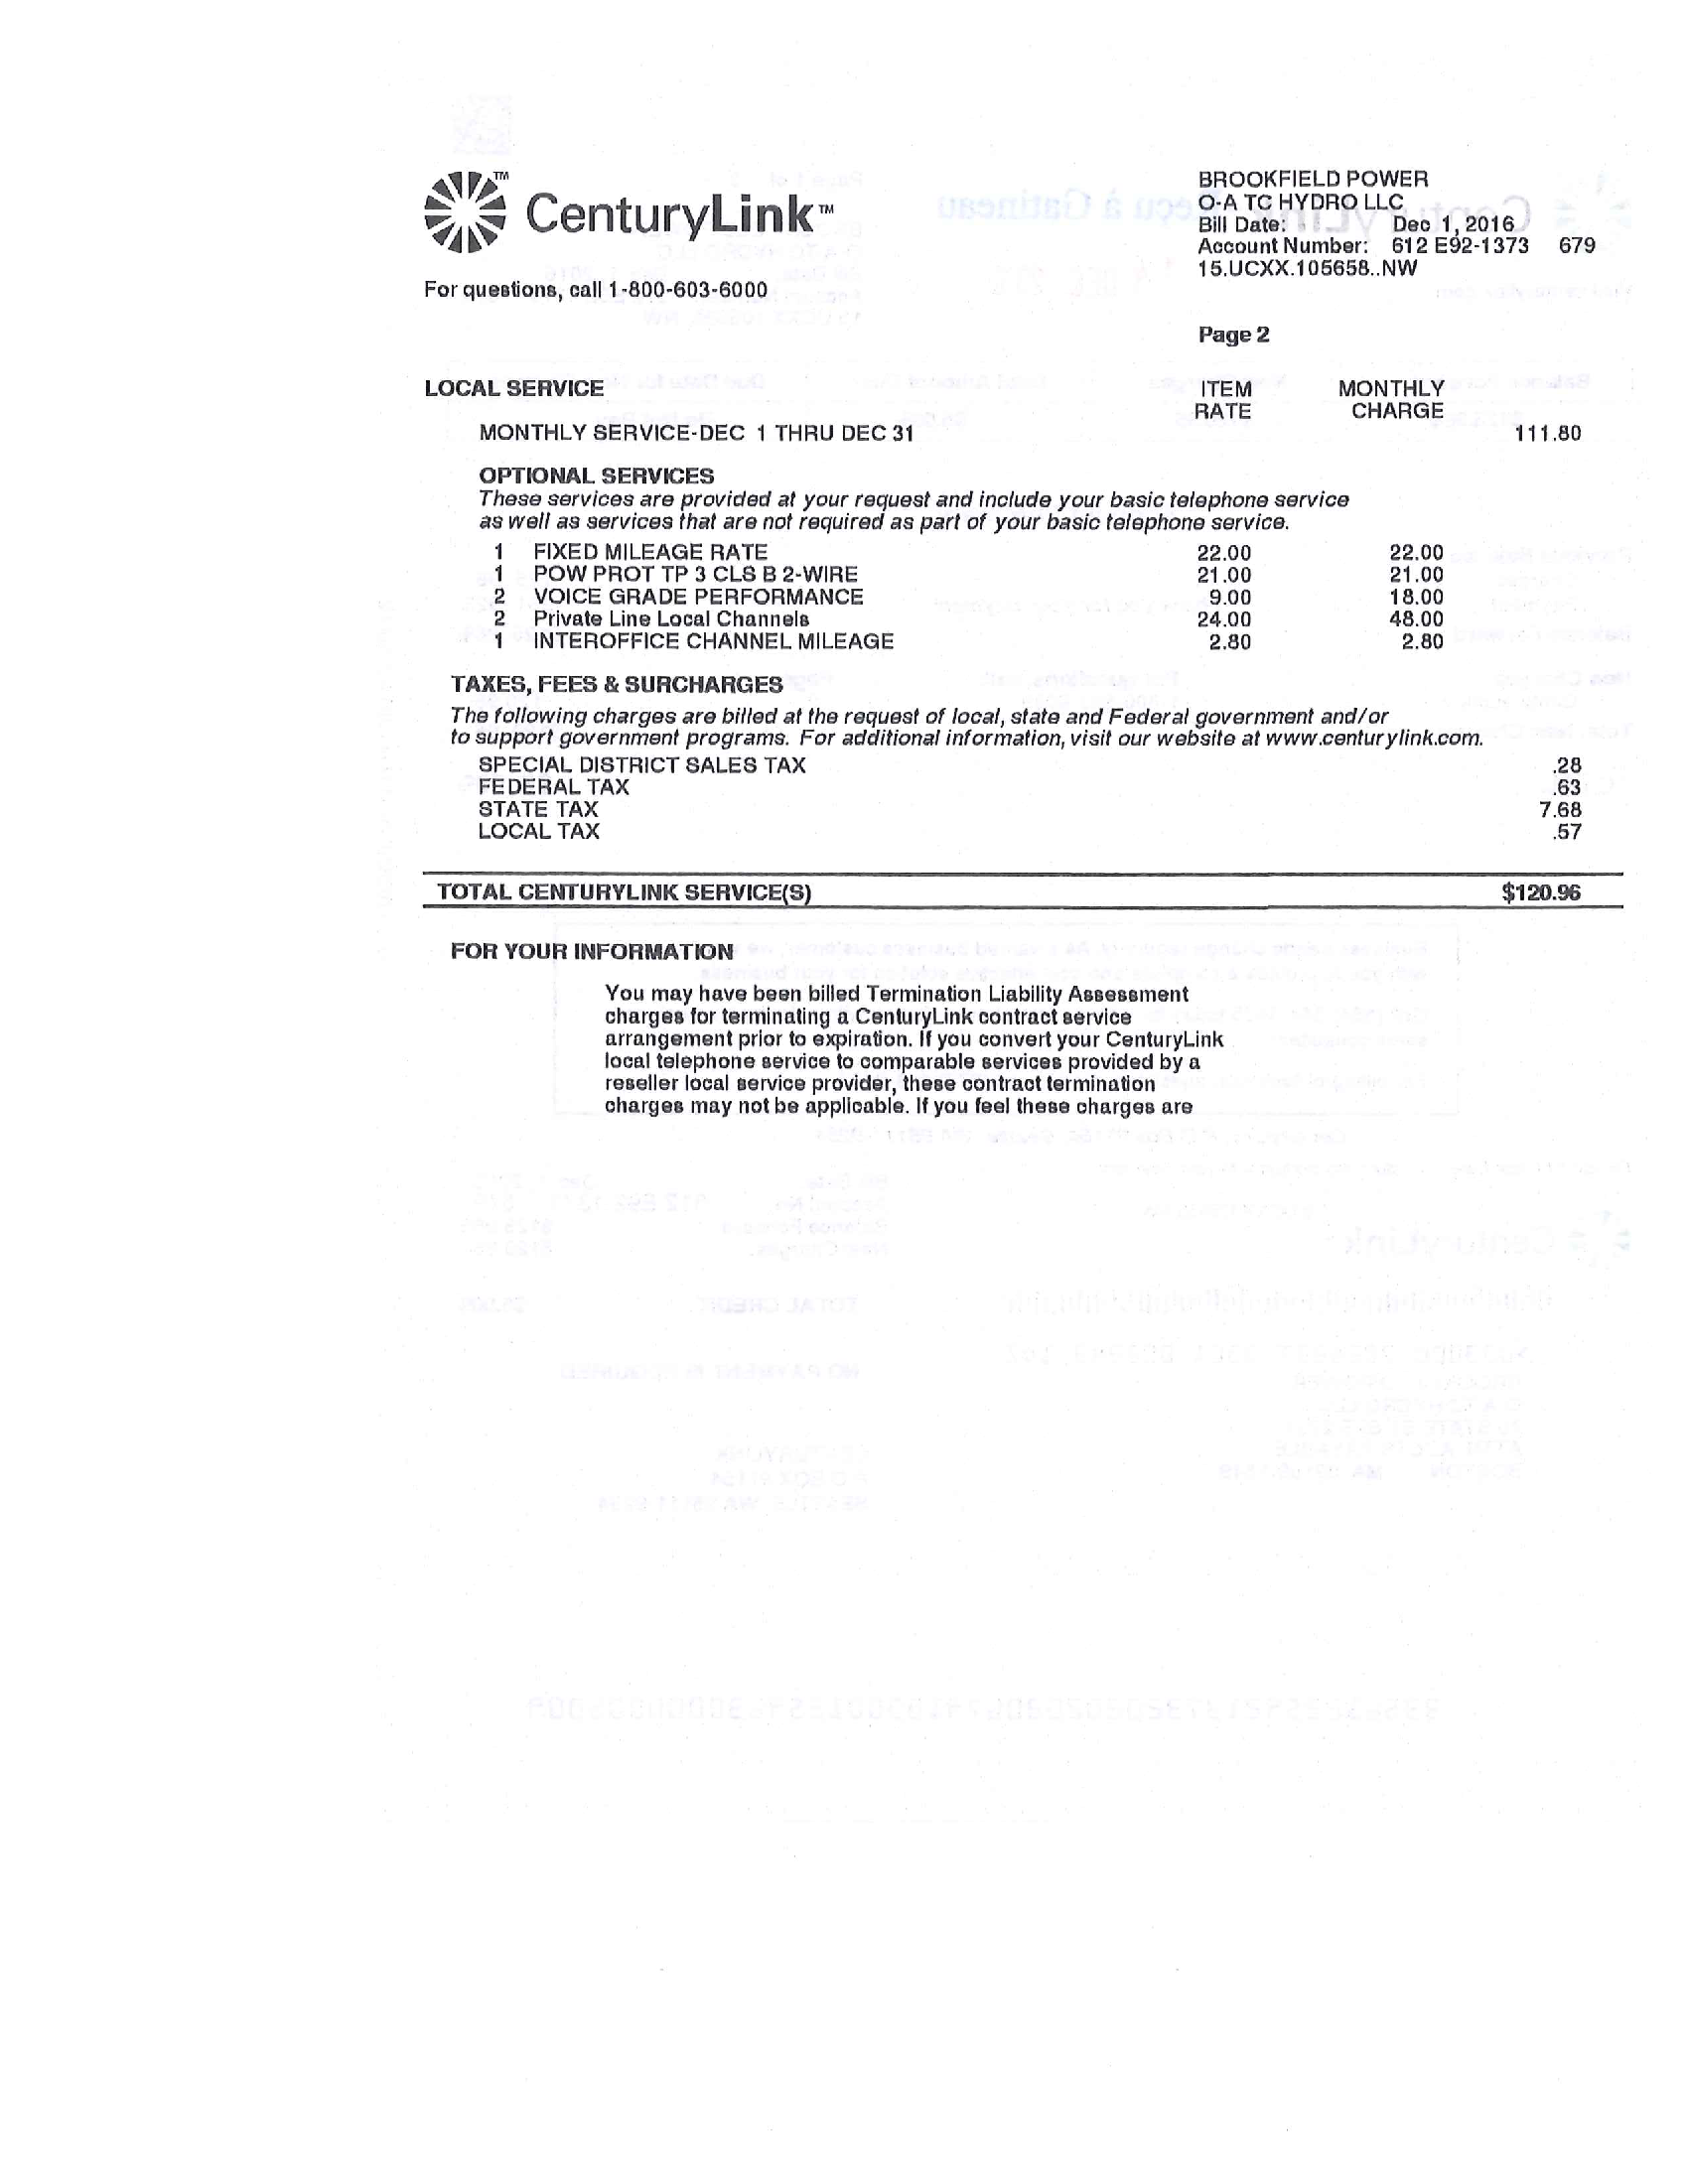 CenturyLink™
For questions, call 1-800-603-6000
BROOKFIELD POWER
O-A TC HYDRO LLC
Bill Date: Dec 1, 2016
Account Number: 612 E92-1373 679
15.UCXX.105658..NW
Page 2
LOCAL SERVICE ITEM MONTHLY
RATE CHARGE
MONTHLY SERVICE-DEC 1 THRU DEC 31 111.80
OPTIONAL SERVICES
These services are provided at your request and include your basic telephone service
as well as services that are not required as part of your basic telephone service.
1 FIXED MILEAGE RATE 22.00 22.00
1 POW PROT TP 3 CLS B 2-WIRE 21.00 21.00
2 VOICE GRADE PERFORMANCE 9.00 18.00
2 Private Line Local Channels 24.00 48.00
1 INTEROFFICE CHANNEL MILEAGE 2.80 2.80
TAXES, FEES & SURCHARGES
The following charges are billed at the request of local, state and Federal government and/or
to support government programs. For additional information, visit our website at www.centurylink.com.
SPECIAL DISTRICT SALES TAX .28
FEDERAL TAX .63
STATE TAX 7.68
LOCAL TAX .57
TOTAL CENTURYLINK SERVICE(S) $120.96
FOR YOUR INFORMATION
You may have been billed Termination Liability Assessment
charges for terminating a CenturyLink contract service
arrangement prior to expiration. If you convert your CenturyLink
local telephone service to comparable services provided by a
reseller local service provider, these contract termination
charges may not be applicable. If you feel these charges are